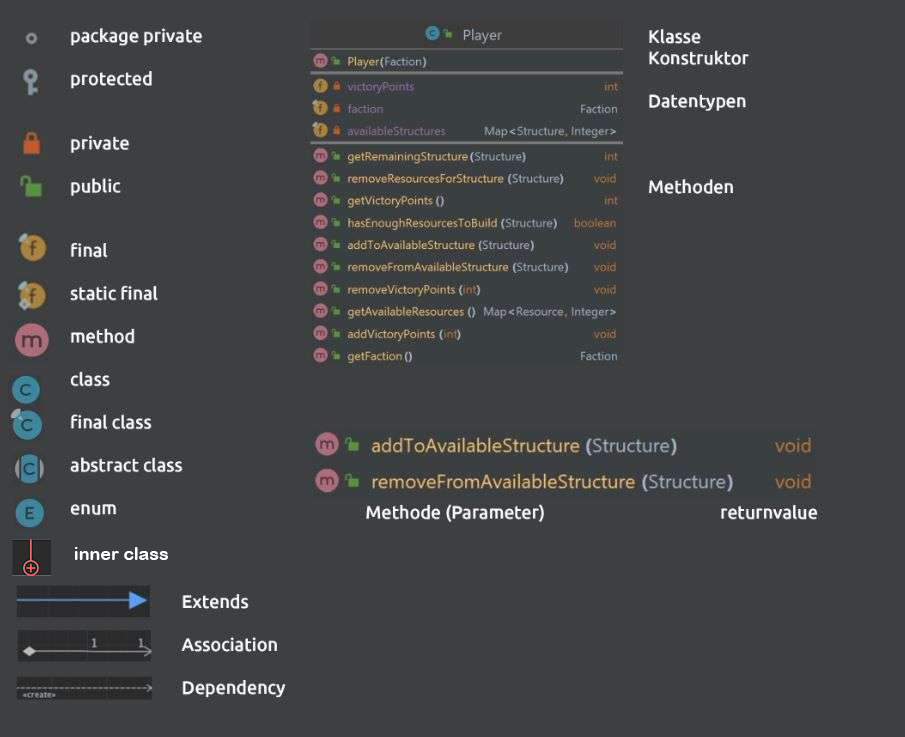 package private
protected
private
public
final
static final
method
class
final class
abstract class
enum
inner class
Extends
1 1
Association
«create»
Dependency
Player
Player(Faction)
victoryPoints int
faction Faction
availableStructures Map<Structure, Integer>
getRemainingStructure(Structure) int
removeResourcesForStructure (Structure) void
getVictoryPoints () int
hasEnoughResourcesToBuild (Structure) boolean
addToAvailableStructure (Structure) void
removeFromAvailableStructure (Structure) void
removeVictoryPoints (int) void
getAvailableResources () Map<Resource, Integer>
addVictoryPoints (int) void
getFaction () Faction
Klasse
Konstruktor
Datentypen
Methoden
addToAvailableStructure (Structure) void
removeFromAvailableStructure (Structure) void
Methode (Parameter) returnvalue